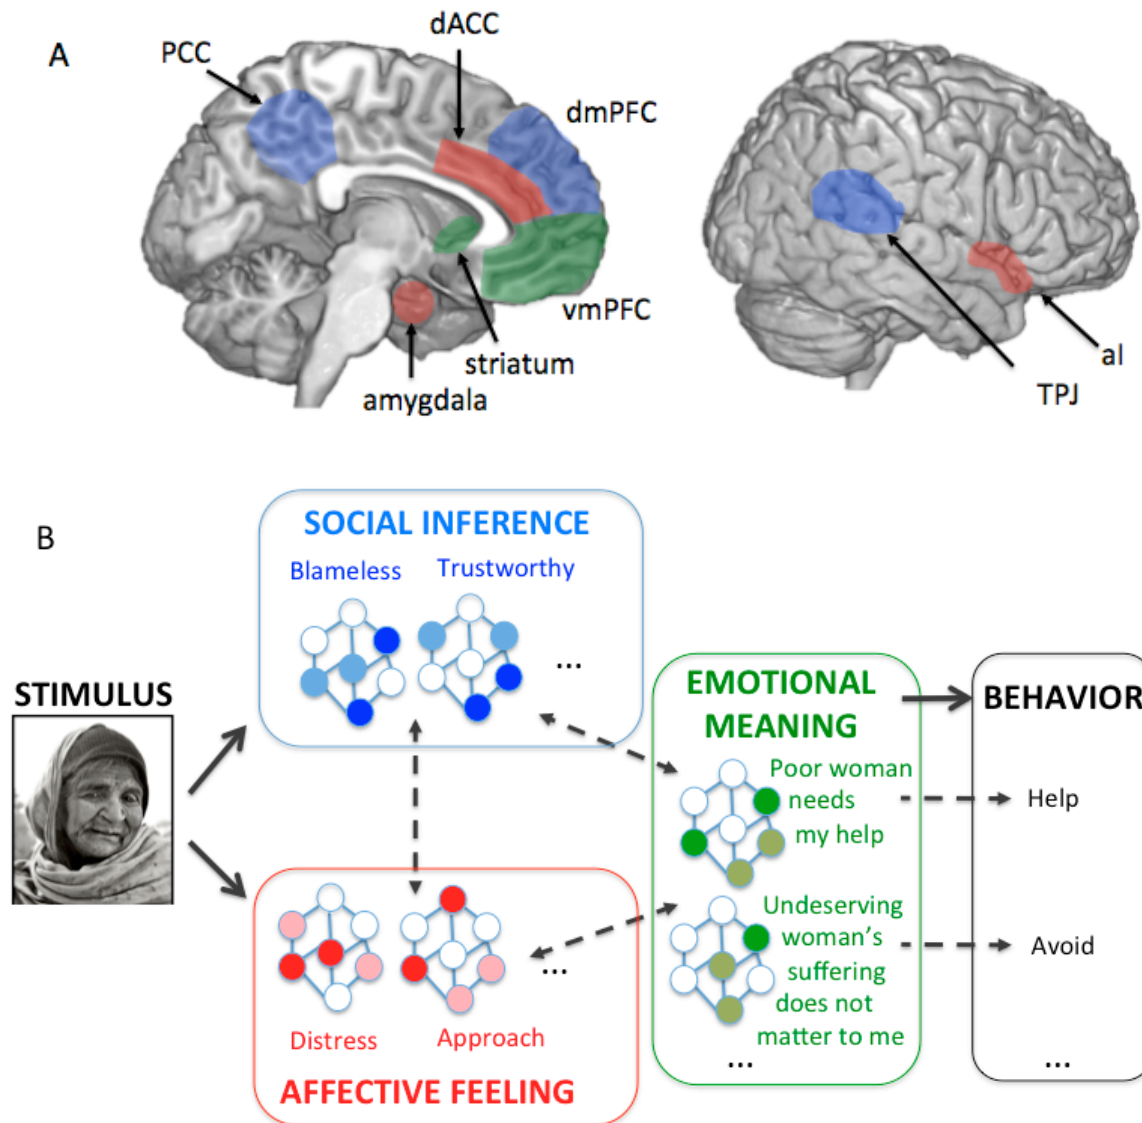 A
PCC
dACC
dmPFC
vmPFC
striatum
amygdala
aI
TPJ
B
SOCIAL INFERENCE
Blameless
Trustworthy
...
STIMULUS
EMOTIONAL
MEANING
Poor woman
needs
my help
Undeserving
woman's
suffering
does not
matter to me
...
BEHAVIOR
Help
Avoid
...
...
Distress
Approach
AFFECTIVE FEELING